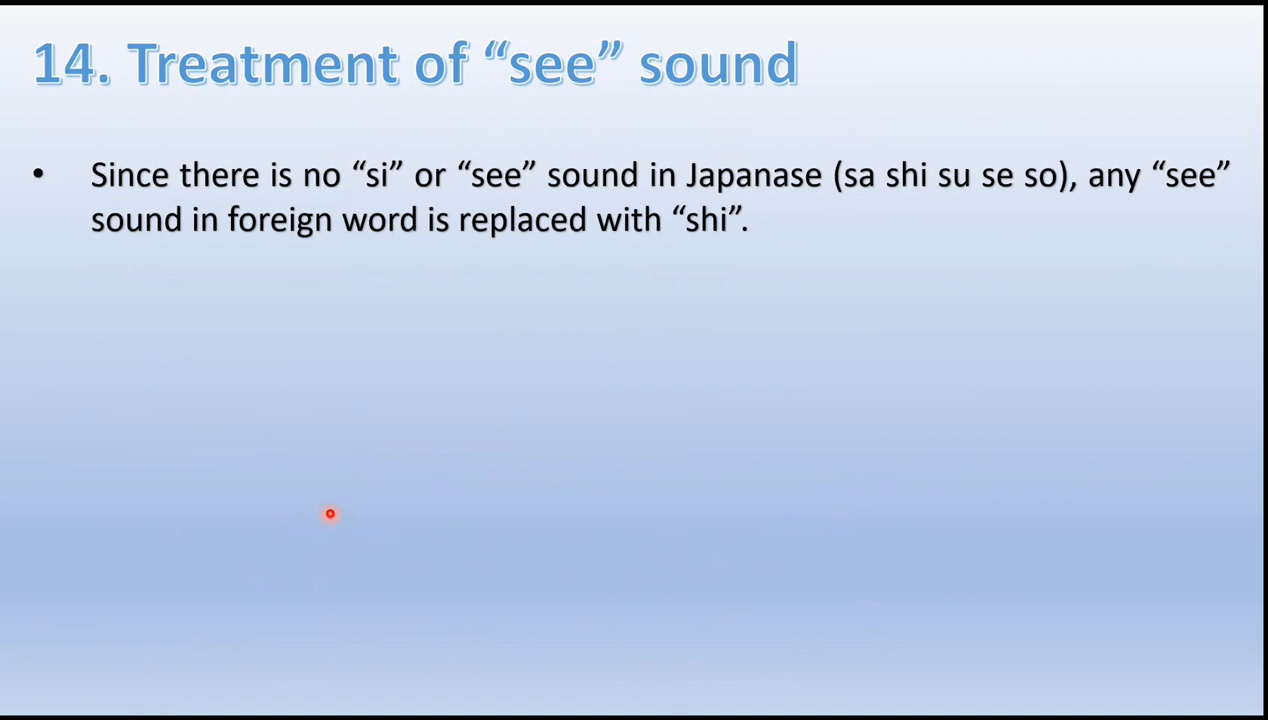 14. Treatment of “see” sound
• Since there is no “si” or “see” sound in Japanase (sa shi su se so), any “see”
sound in foreign word is replaced with “shi”.